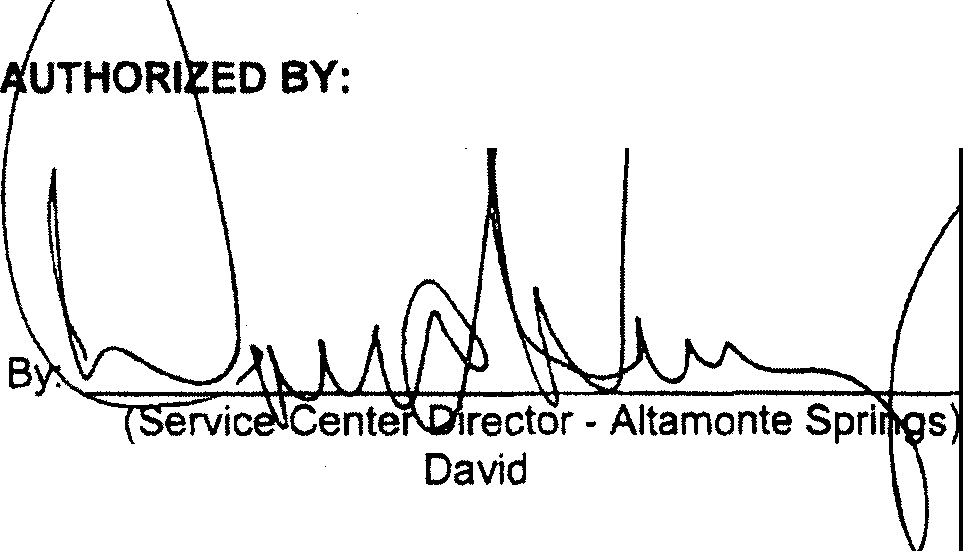 AUTHORIZED BY:
By:
(Service Center Director - Altamonte Springs)
David